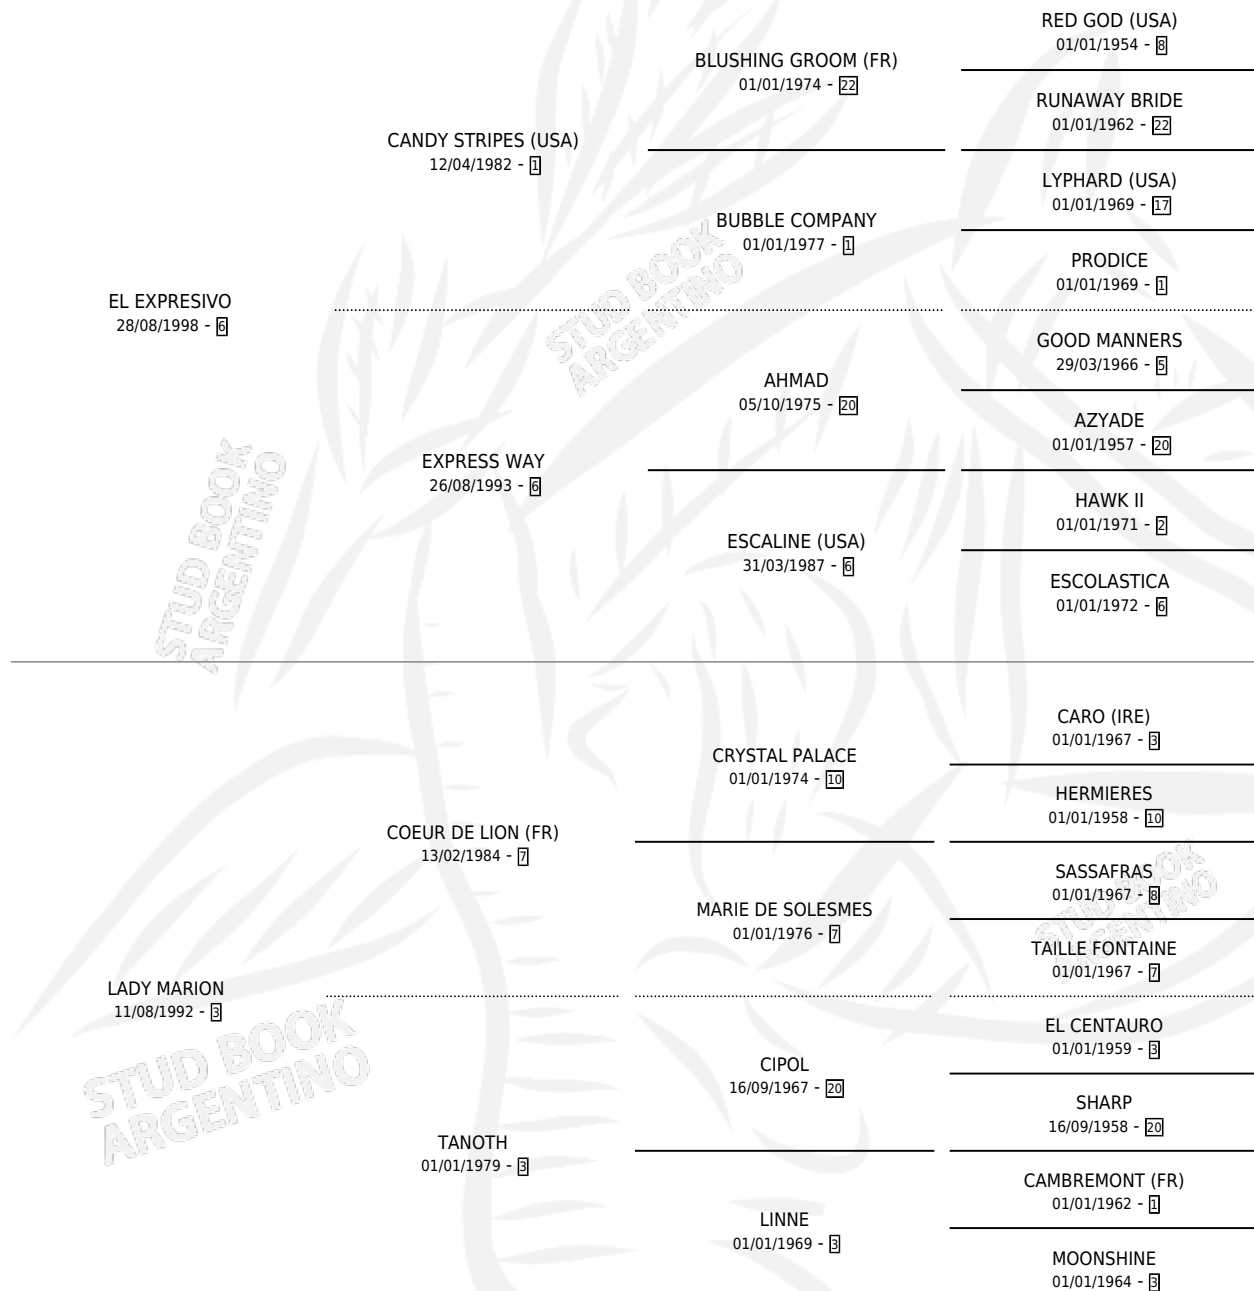 RED GOD (USA)
01/01/1954 - 8
BLUSHING GROOM (FR)
01/01/1974 - 22
RUNAWAY BRIDE
01/01/1962 - 22
CANDY STRIPES (USA)
12/04/1982 - 1
LYPHARD (USA)
01/01/1969 - 17
BUBBLE COMPANY
01/01/1977 - 1
PRODICE
01/01/1969 - 1
EL EXPRESIVO
28/08/1998 - 6
GOOD MANNERS
29/03/1966 - 5
AHMAD
05/10/1975 - 20
AZYADE
01/01/1957 - 20
EXPRESS WAY
26/08/1993 - 6
HAWK II
01/01/1971 - 2
ESCALINE (USA)
31/03/1987 - 6
ESCOLASTICA
01/01/1972 - 6
CARO (IRE)
01/01/1967 - 3
CRYSTAL PALACE
01/01/1974 - 10
HERMIERES
01/01/1958 - 10
COEUR DE LION (FR)
13/02/1984 - 7
SASSAFRAS
01/01/1967 - 8
MARIE DE SOLESMES
01/01/1976 - 7
TAILLE FONTAINE
01/01/1967 - 7
LADY MARION
11/08/1992 - 3
EL CENTAURO
01/01/1959 - 3
CIPOL
16/09/1967 - 20
SHARP
16/09/1958 - 20
TANOTH
01/01/1979 - 3
CAMBREMONT (FR)
01/01/1962 - 1
LINNE
01/01/1969 - 3
MOONSHINE
01/01/1964 - 3
STUD BOOK
ARGENTINO
STUD BOOK
ARGENTINO
STUD BOOK
ARGENTINO
STUD BOOK
ARGENTINO